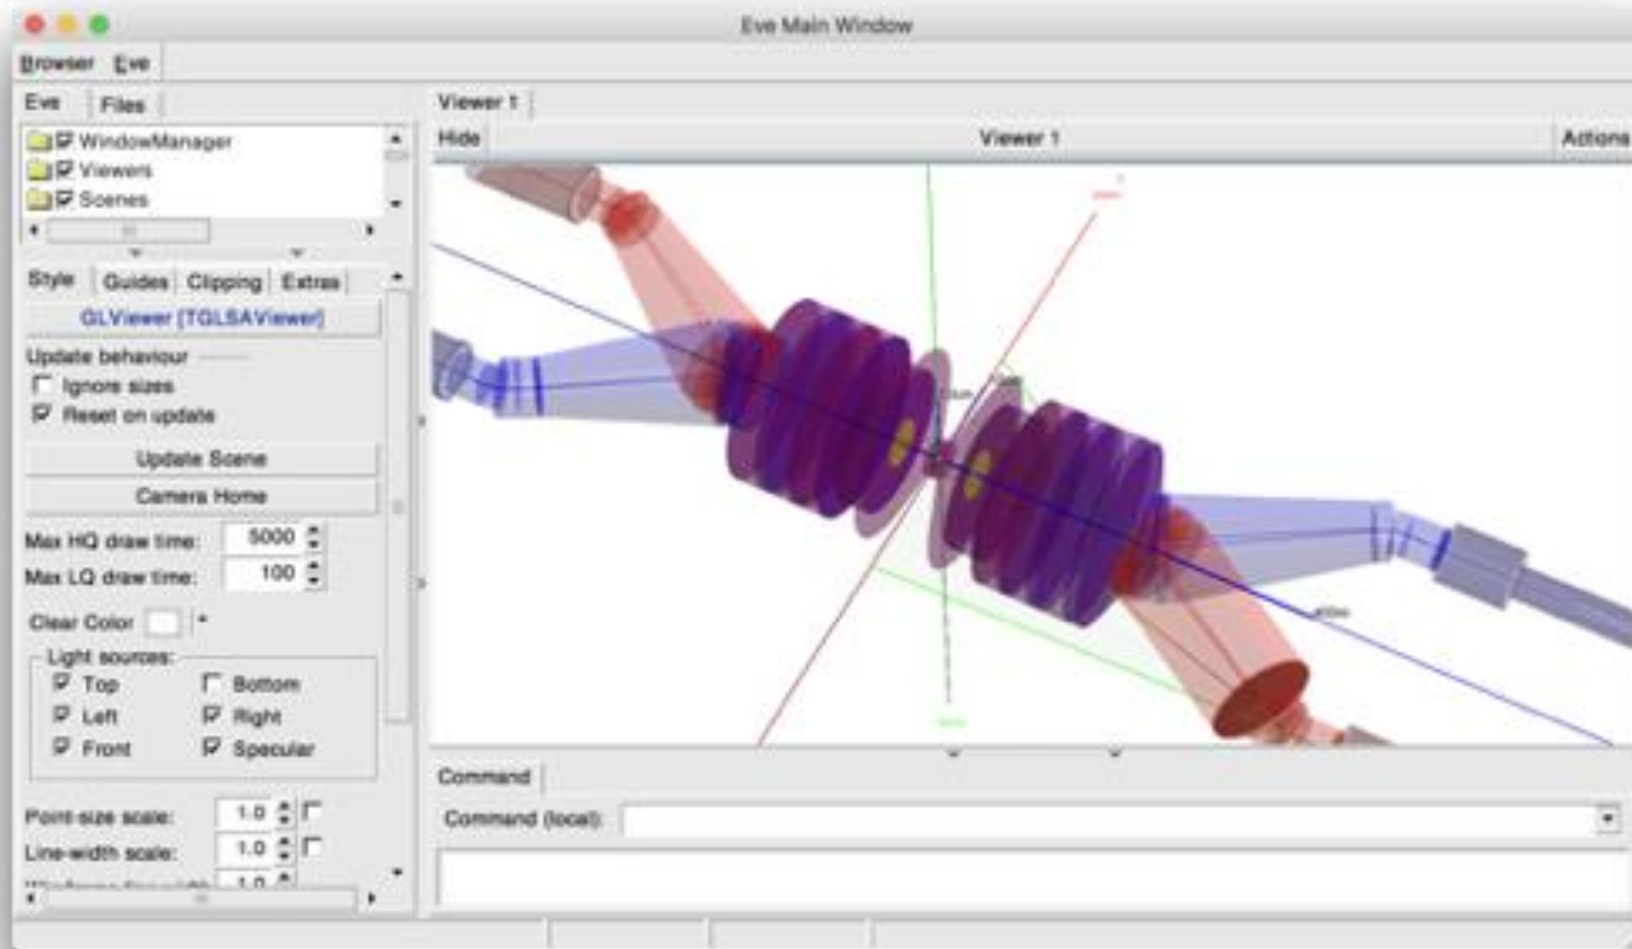 Eve Main Window
Browser Eve
Eve Files
WindowManager
Viewers
Scenes
Style Guides Clipping Extras
GLViewer [TGLSAViewer]
Update behaviour
Ignore sizes
Reset on update
Update Scene
Camera Home
Max HQ draw time: 5000
Max LQ draw time: 100
Clear Color
Light sources:
Top Bottom
Left Right
Front Specular
Point-size scale: 1.0
Line-width scale: 1.0
1.0
Viewer 1
Hide Viewer 1 Actions
Command
Command (local):